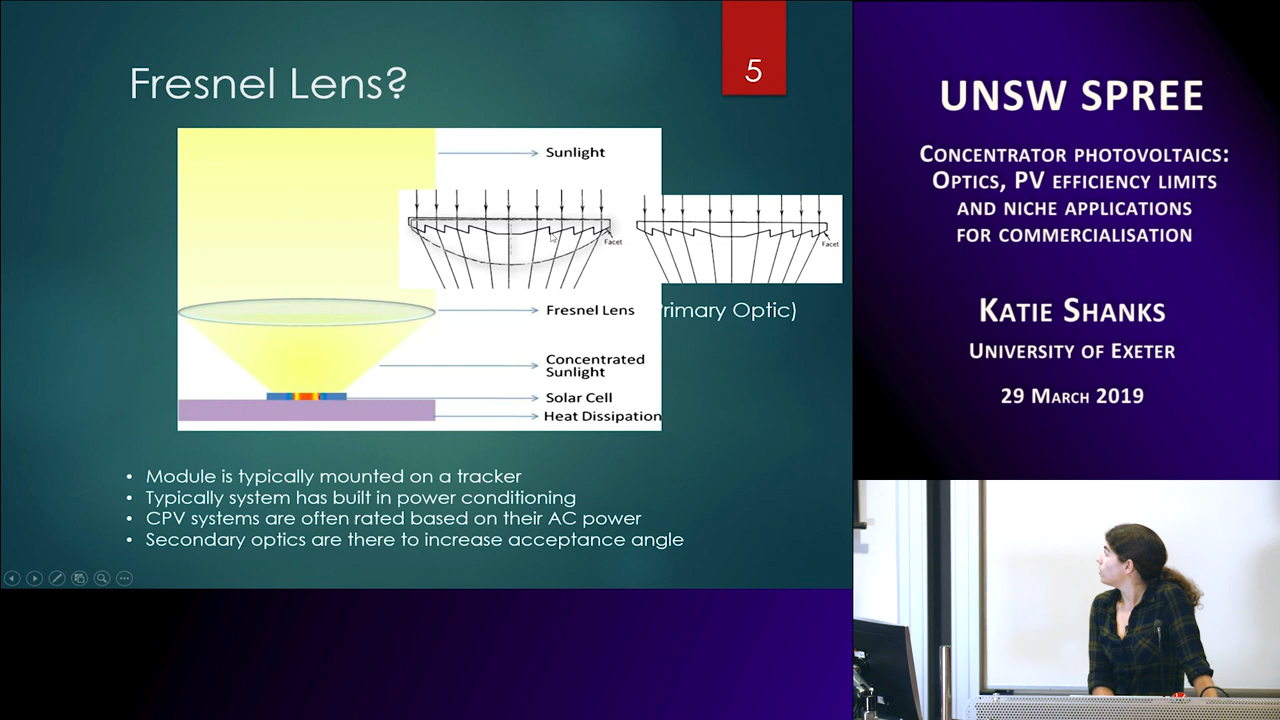 Fresnel Lens?
5
Sunlight
Facet
Facet
Fresnel Lens
Primary Optic)
Concentrated
Sunlight
Solar Cell
Heat Dissipation
• Module is typically mounted on a tracker
• Typically system has built in power conditioning
• CPV systems are often rated based on their AC power
• Secondary optics are there to increase acceptance angle
UNSW SPREE
Concentrator photovoltaics:
Optics, PV efficiency limits
and niche applications
for commercialisation
Katie Shanks
University of Exeter
29 March 2019